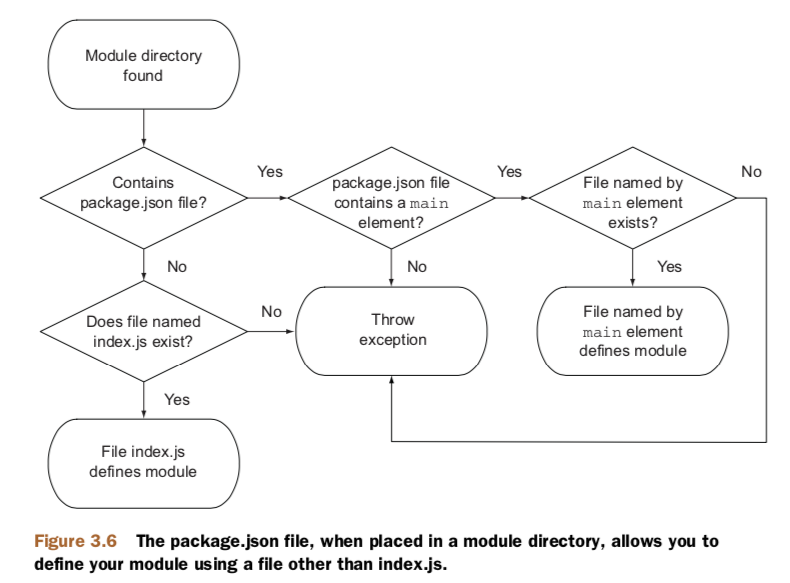 Module directory
found
Contains
package.json file?
Yes
package.json file
contains a main
element?
Yes
File named by
main element
exists?
No
No
No
Yes
Does file named
index.js exist?
No
Throw
exception
File named by
main element
defines module
Yes
File index.js
defines module
Figure 3.6 The package.json file, when placed in a module directory, allows you to
define your module using a file other than index.js.